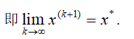 即 lim_{k→∞} x^{(k+1)} = x^*.